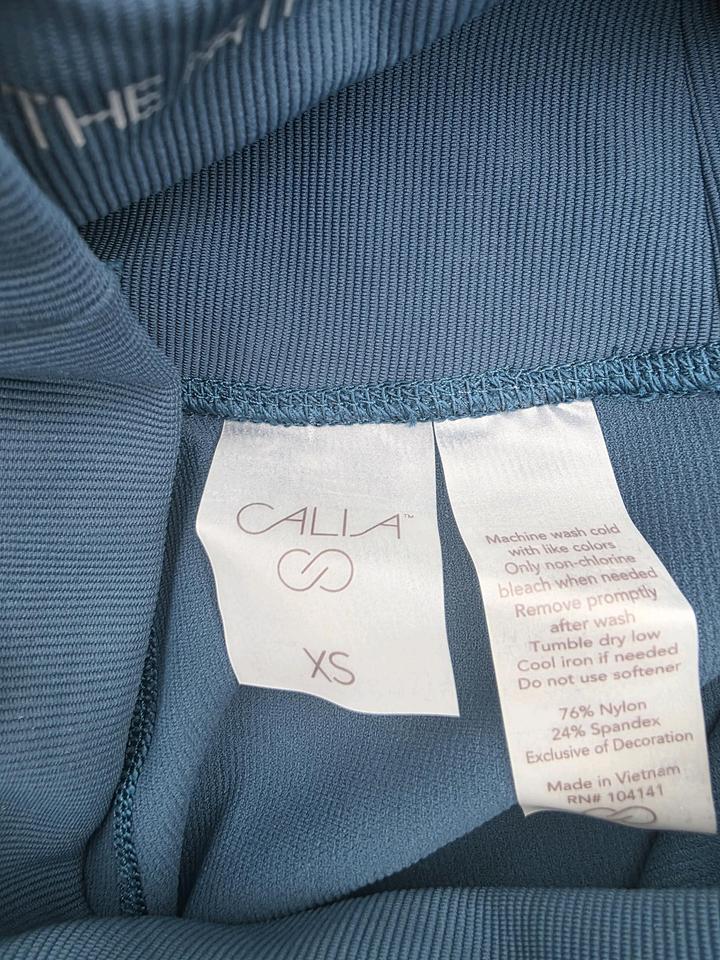 THE
CALIA™
XS
Machine wash cold
with like colors
Only non-chlorine
bleach when needed
Remove promptly
after wash
Tumble dry low
Cool iron if needed
Do not use softener
76% Nylon
24% Spandex
Exclusive of Decoration
Made in Vietnam
RN# 104141